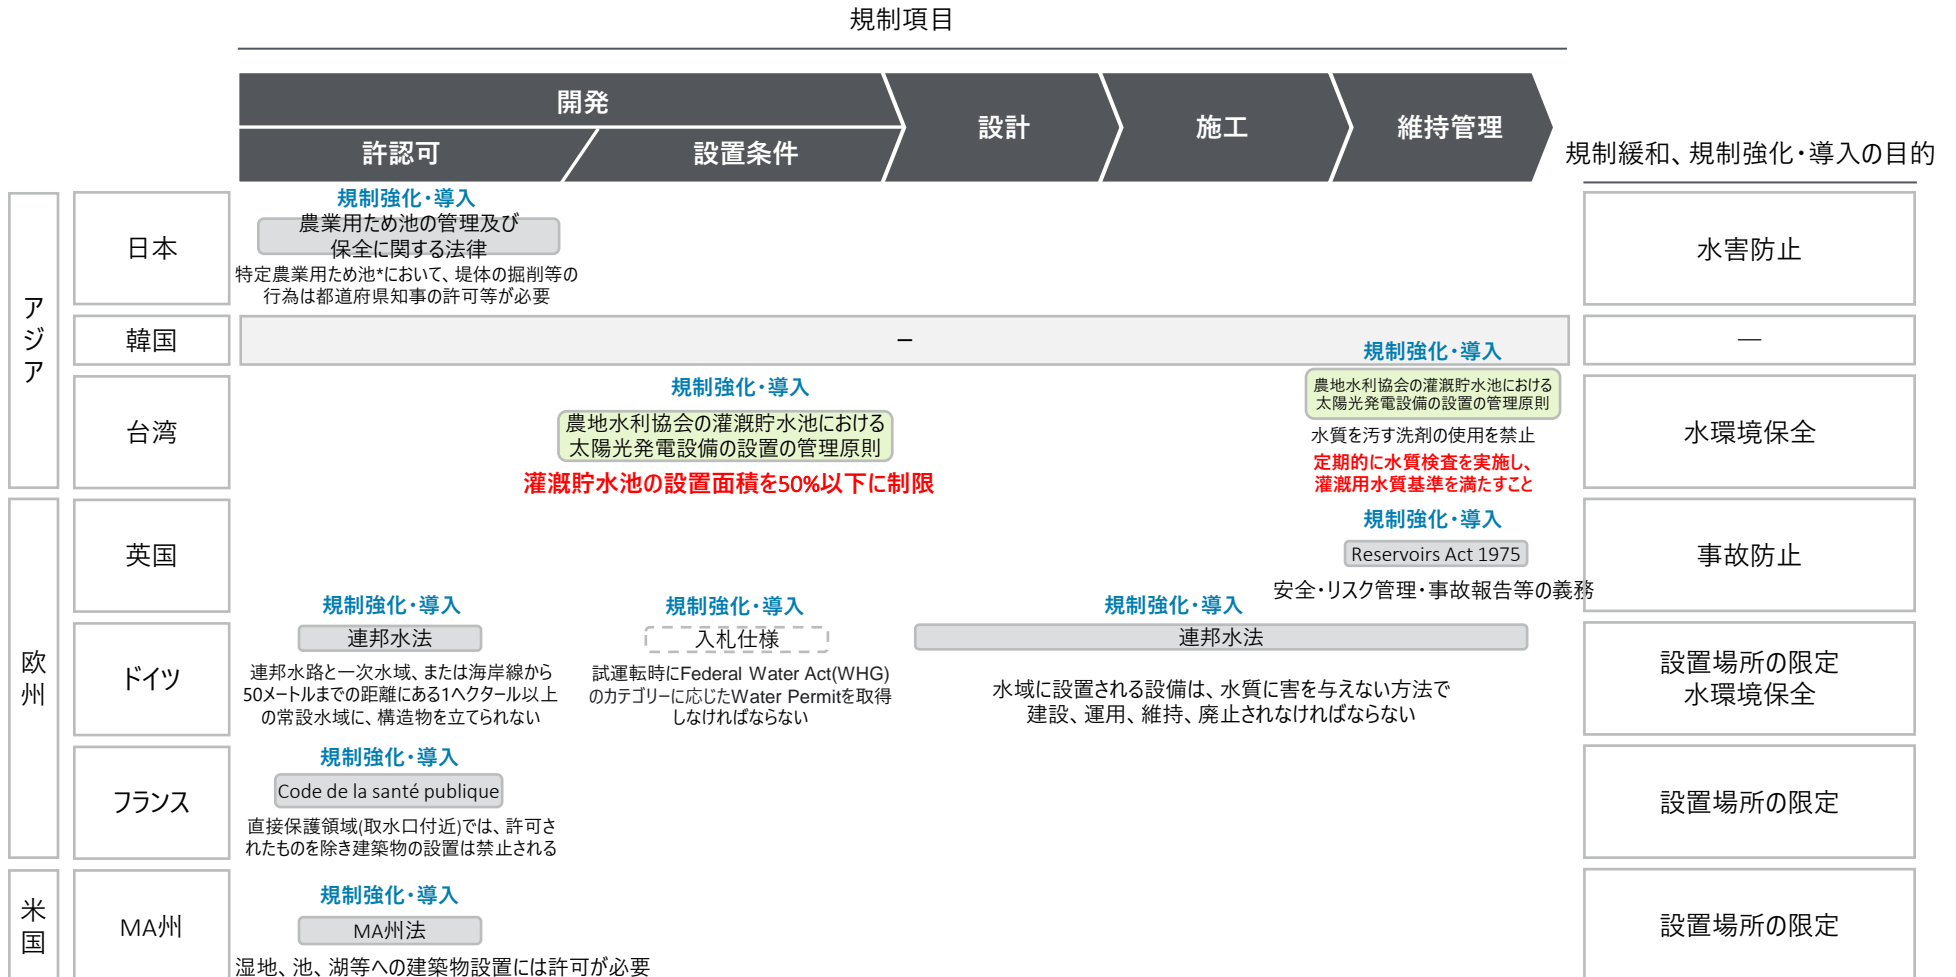 規制項目
開発
許認可
設置条件
設計
施工
維持管理
規制緩和、規制強化・導入の目的
アジア
日本
規制強化・導入
農業用ため池の管理及び
保全に関する法律
特定農業用ため池*において、堤体の掘削等の
行為は都道府県知事の許可等が必要
水害防止
韓国
–
―
台湾
規制強化・導入
農地水利協会の灌漑貯水池における
太陽光発電設備の設置の管理原則
灌漑貯水池の設置面積を50%以下に制限
規制強化・導入
農地水利協会の灌漑貯水池における
太陽光発電設備の設置の管理原則
水質を汚す洗剤の使用を禁止
定期的に水質検査を実施し、
灌漑用水質基準を満たすこと
水環境保全
欧州
英国
規制強化・導入
Reservoirs Act 1975
安全・リスク管理・事故報告等の義務
事故防止
ドイツ
規制強化・導入
連邦水法
連邦水路と一次水域、または海岸線から
50メートルまでの距離にある1ヘクタール以上
の常設水域に、構造物を立てられない
規制強化・導入
入札仕様
試運転時にFederal Water Act(WHG)
のカテゴリーに応じたWater Permitを取得
しなければならない
規制強化・導入
連邦水法
水域に設置される設備は、水質に害を与えない方法で
建設、運用、維持、廃止されなければならない
設置場所の限定
水環境保全
フランス
規制強化・導入
Code de la santé publique
直接保護領域(取水口付近)では、許可さ
れたものを除き建築物の設置は禁止される
設置場所の限定
米国
MA州
規制強化・導入
MA州法
湿地、池、湖等への建築物設置には許可が必要
設置場所の限定